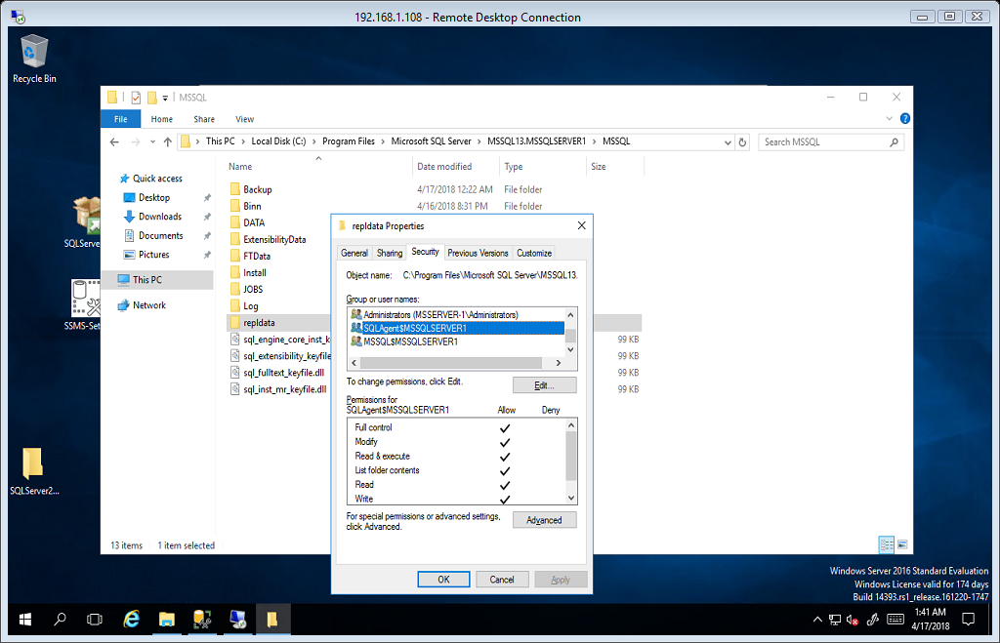 192.168.1.108 - Remote Desktop Connection
Recycle Bin
MSSQL
File Home Share View
This PC > Local Disk (C:) > Program Files > Microsoft SQL Server > MSSQL13.MSSQLSERVER1 > MSSQL
Search MSSQL
Name Date modified Type Size
Quick access
Desktop
Downloads
Documents
Pictures
This PC
Network
Backup 4/17/2018 12:22 AM File folder
Binn 4/16/2018 8:31 PM File folder
DATA
ExtensibilityData
FTData
Install
JOBS
Log
repldata
sql_engine_core_inst_k 99 KB
sql_extensibility_keyfile 99 KB
sql_fulltext_keyfile.dll 99 KB
sql_inst_mr_keyfile.dll 99 KB
SQLServe
SSMS-Set
SQLServer2...
repldata Properties
General Sharing Security Previous Versions Customize
Object name: C:\Program Files\Microsoft SQL Server\MSSQL13.
Group or user names:
Administrators (MSSERVER-1\Administrators)
SQLAgent$MSSQLSERVER1
MSSQL$MSSQLSERVER1
To change permissions, click Edit.
Edit...
Permissions for
SQLAgent$MSSQLSERVER1 Allow Deny
Full control
Modify
Read & execute
List folder contents
Read
Write
For special permissions or advanced settings,
click Advanced.
Advanced
OK Cancel Apply
13 items 1 item selected
Windows Server 2016 Standard Evaluation
Windows License valid for 174 days
Build 14393.rs1_release.161220-1747
1:41 AM
4/17/2018